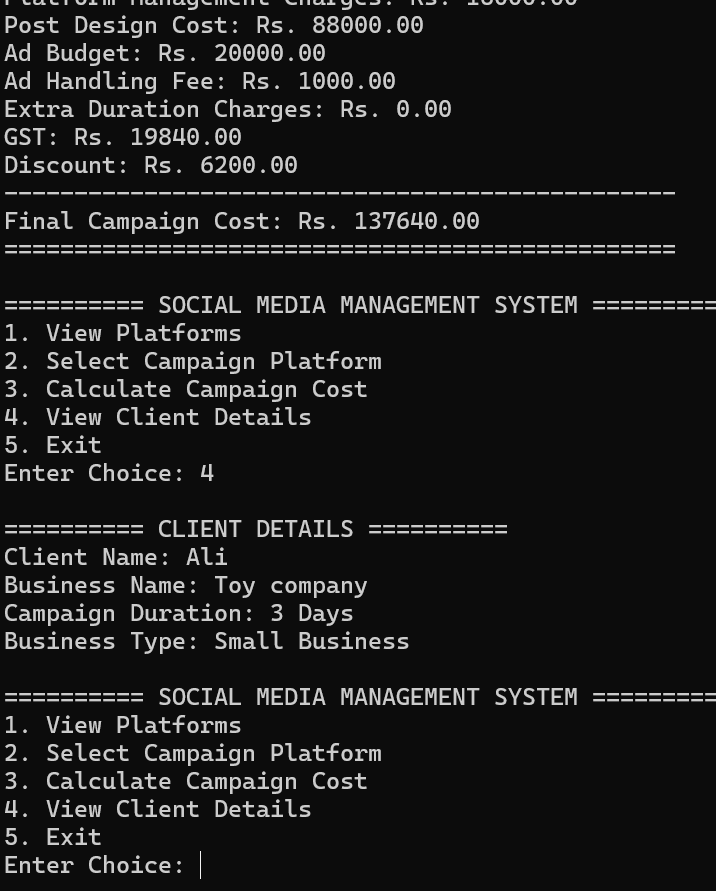 Platform Management Charges: Rs.
Post Design Cost: Rs. 88000.00
Ad Budget: Rs. 20000.00
Ad Handling Fee: Rs. 1000.00
Extra Duration Charges: Rs. 0.00
GST: Rs. 19840.00
Discount: Rs. 6200.00
------------------------------------------------
Final Campaign Cost: Rs. 137640.00
================================================
========== SOCIAL MEDIA MANAGEMENT SYSTEM =========
1. View Platforms
2. Select Campaign Platform
3. Calculate Campaign Cost
4. View Client Details
5. Exit
Enter Choice: 4
========== CLIENT DETAILS ==========
Client Name: Ali
Business Name: Toy company
Campaign Duration: 3 Days
Business Type: Small Business
========== SOCIAL MEDIA MANAGEMENT SYSTEM =========
1. View Platforms
2. Select Campaign Platform
3. Calculate Campaign Cost
4. View Client Details
5. Exit
Enter Choice: